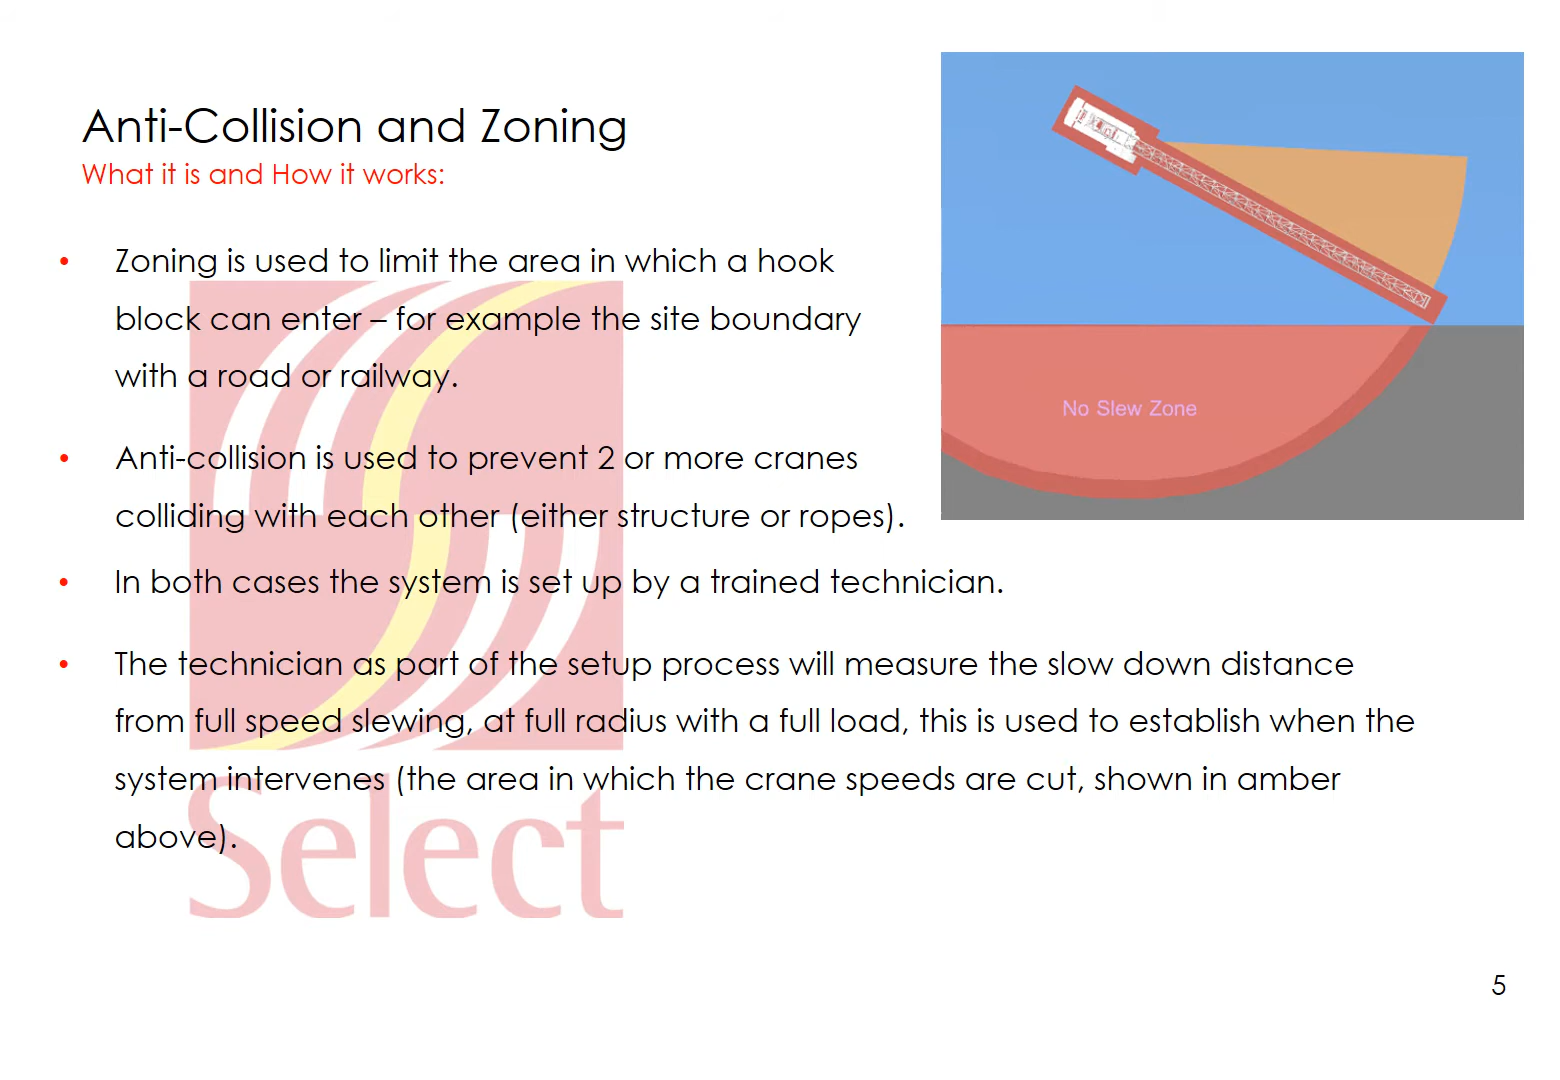 Anti-Collision and Zoning
What it is and How it works:
• Zoning is used to limit the area in which a hook
block can enter – for example the site boundary
with a road or railway.
• Anti-collision is used to prevent 2 or more cranes
colliding with each other (either structure or ropes).
• In both cases the system is set up by a trained technician.
• The technician as part of the setup process will measure the slow down distance
from full speed slewing, at full radius with a full load, this is used to establish when the
system intervenes (the area in which the crane speeds are cut, shown in amber
above).
No Slew Zone
Select
5